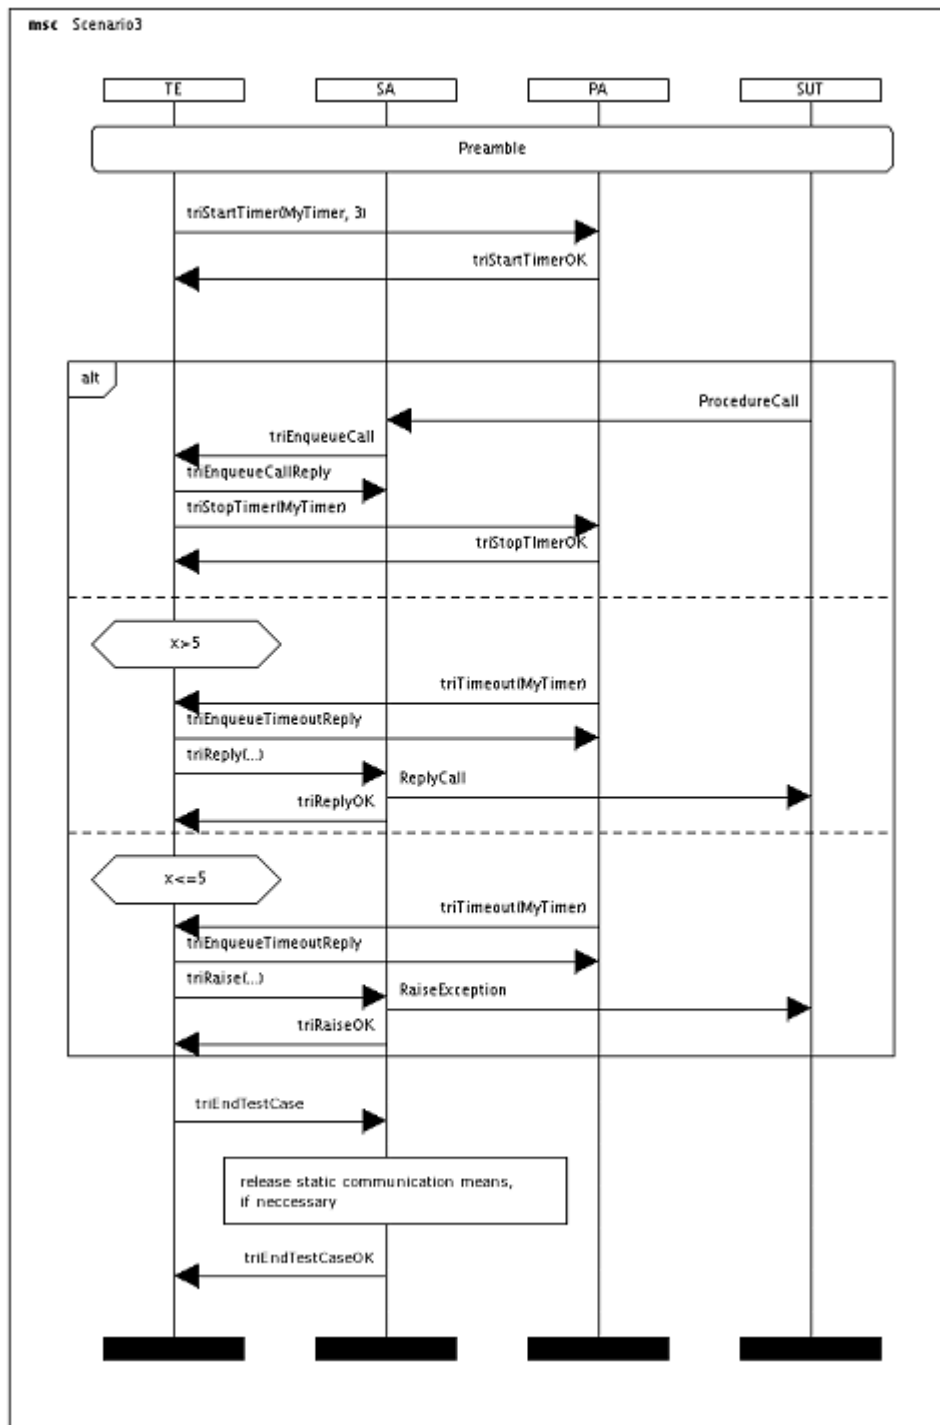 msc Scenario3
TE SA PA SUT
Preamble
triStartTimer(MyTimer, 3)
triStartTimerOK
alt
ProcedureCall
triEnqueueCall
triEnqueueCallReply
triStopTimer(MyTimer)
triStopTImerOK
x>5
triTimeout(MyTimer)
triEnqueueTimeoutReply
triReply(...)
ReplyCall
triReplyOK
x<=5
triTimeout(MyTimer)
triEnqueueTimeoutReply
triRaise(...)
RaiseException
triRaiseOK
triEndTestCase
release static communication means,
if neccessary
triEndTestCaseOK